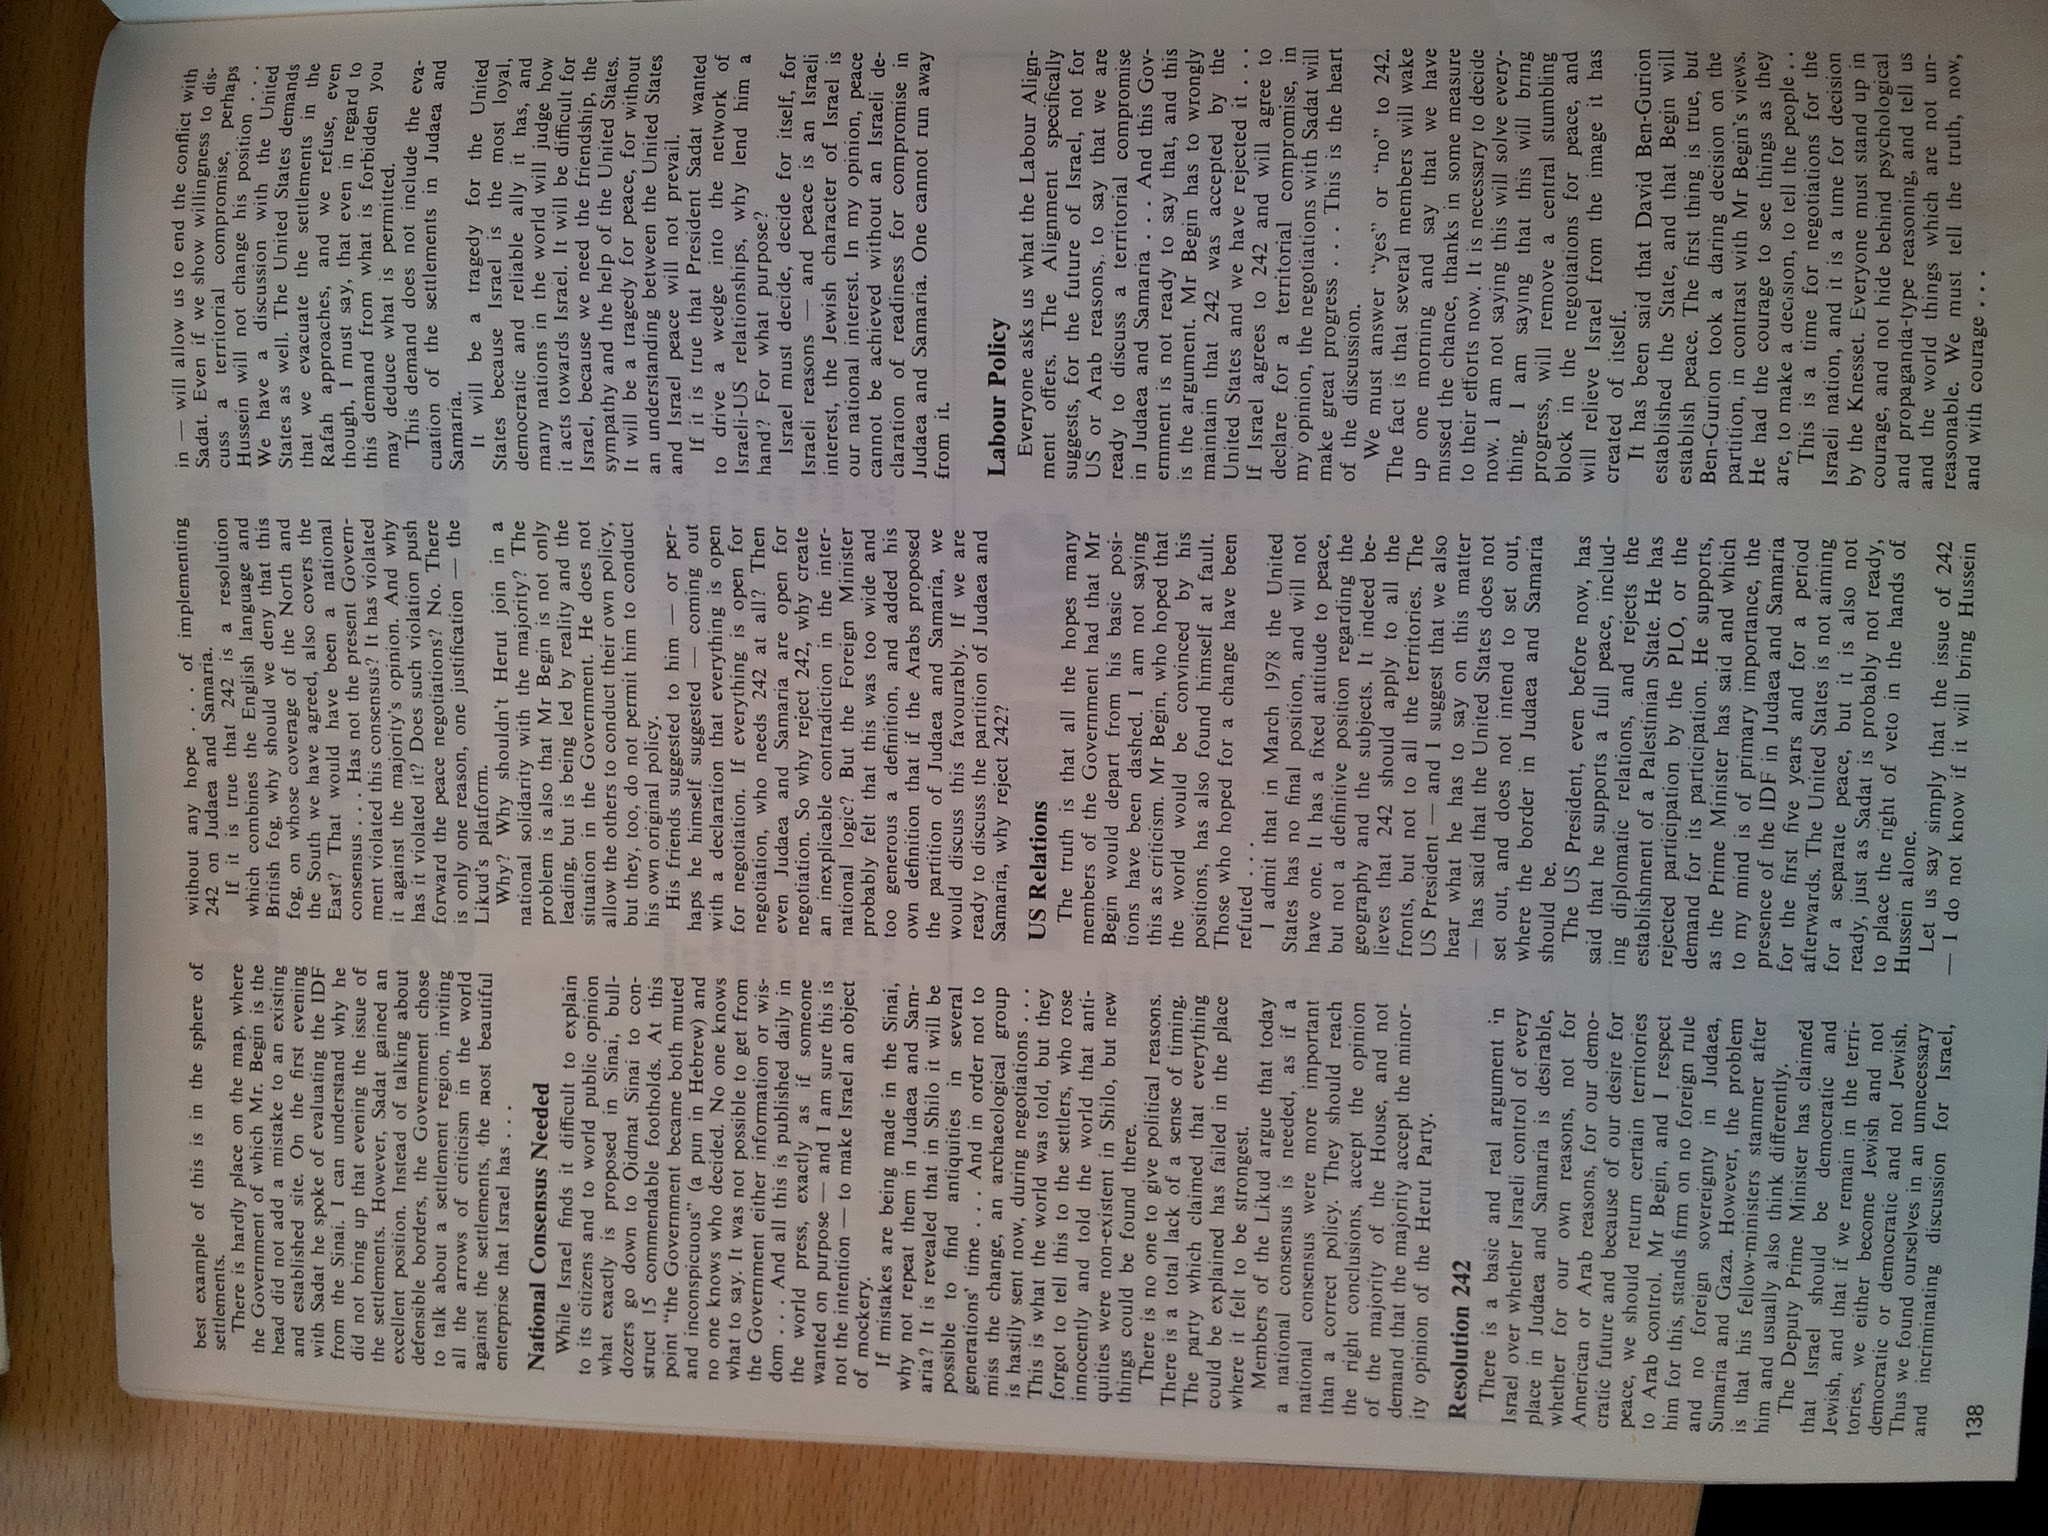 best example of this is in the sphere of
settlements.
There is hardly place on the map, where
the Government of which Mr. Begin is the
head did not add a mistake to an existing
and established site. On the first evening
with Sadat he spoke of evaluating the IDF
from the Sinai. I can understand why he
did not bring up that evening the issue of
the settlements. However, Sadat gained an
excellent position. Instead of talking about
defensible borders, the Government chose
to talk about a settlement region, inviting
all the arrows of criticism in the world
against the settlements, the most beautiful
enterprise that Israel has . . .
National Consensus Needed
While Israel finds it difficult to explain
to its citizens and to world public opinion
what exactly is proposed in Sinai, bull-
dozers go down to Qidmat Sinai to con-
struct 15 commendable footholds. At this
point "the Government became both muted
and inconspicuous" (a pun in Hebrew) and
no one knows who decided. No one knows
what to say. It was not possible to get from
the Government either information or wis-
dom . . . And all this is published daily in
the world press, exactly as if someone
wanted on purpose — and I am sure this is
not the intention — to make Israel an object
of mockery.
If mistakes are being made in the Sinai,
why not repeat them in Judaea and Sam-
aria? It is revealed that in Shilo it will be
possible to find antiquities in several
generations' time . . . And in order not to
miss the change, an archaeological group
is hastily sent now, during negotiations . . .
This is what the world was told, but they
forgot to tell this to the settlers, who rose
innocently and told the world that anti-
quities were non-existent in Shilo, but new
things could be found there.
There is no one to give political reasons.
There is a total lack of a sense of timing.
The party which claimed that everything
could be explained has failed in the place
where it felt to be strongest.
Members of the Likud argue that today
a national consensus is needed, as if a
national consensus were more important
than a correct policy. They should reach
the right conclusions, accept the opinion
of the majority of the House, and not
demand that the majority accept the minor-
ity opinion of the Herut Party.
Resolution 242
There is a basic and real argument in
Israel over whether Israeli control of every
place in Judaea and Samaria is desirable,
whether for our own reasons, not for
American or Arab reasons, for our demo-
cratic future and because of our desire for
peace, we should return certain territories
to Arab control. Mr Begin, and I respect
him for this, stands firm on no foreign rule
and no foreign sovereignty in Judaea,
Sumaria and Gaza. However, the problem
is that his fellow-ministers stammer after
him and usually also think differently.
The Deputy Prime Minister has claimed
that Israel should be democratic and
Jewish, and that if we remain in the terri-
tories, we either become Jewish and not
democratic or democratic and not Jewish.
Thus we found ourselves in an unnecessary
and incriminating discussion for Israel,
138
without any hope . . . of implementing
242 on Judaea and Samaria.
If it is true that 242 is a resolution
which combines the English language and
British fog, why should we deny that this
fog, on whose coverage of the North and
the South we have agreed, also covers the
East? That would have been a national
consensus . . . Has not the present Govern-
ment violated this consensus? It has violated
it against the majority's opinion. And why
has it violated it? Does such violation push
forward the peace negotiations? No. There
is only one reason, one justification — the
Likud's platform.
Why? Why shouldn't Herut join in a
national solidarity with the majority? The
problem is also that Mr Begin is not only
leading, but is being led by reality and the
situation in the Government. He does not
allow the others to conduct their own policy,
but they, too, do not permit him to conduct
his own original policy.
His friends suggested to him — or per-
haps he himself suggested — coming out
with a declaration that everything is open
for negotiation. If everything is open for
negotiation, who needs 242 at all? Then
even Judaea and Samaria are open for
negotiation. So why reject 242, why create
an inexplicable contradiction in the inter-
national logic? But the Foreign Minister
probably felt that this was too wide and
too generous a definition, and added his
own definition that if the Arabs proposed
the partition of Judaea and Samaria, we
would discuss this favourably. If we are
ready to discuss the partition of Judaea and
Samaria, why reject 242?
US Relations
The truth is that all the hopes many
members of the Government had that Mr
Begin would depart from his basic posi-
tions have been dashed. I am not saying
this as criticism. Mr Begin, who hoped that
the world would be convinced by his
positions, has also found himself at fault.
Those who hoped for a change have been
refuted . . .
I admit that in March 1978 the United
States has no final position, and will not
have one. It has a fixed attitude to peace,
but not a definitive position regarding the
geography and the subjects. It indeed be-
lieves that 242 should apply to all the
fronts, but not to all the territories. The
US President — and I suggest that we also
hear what he has to say on this matter
— has said that the United States does not
set out, and does not intend to set out,
where the border in Judaea and Samaria
should be.
The US President, even before now, has
said that he supports a full peace, includ-
ing diplomatic relations, and rejects the
establishment of a Palestinian State. He has
rejected participation by the PLO, or the
demand for its participation. He supports,
as the Prime Minister has said and which
to my mind is of primary importance, the
presence of the IDF in Judaea and Samaria
for the first five years and for a period
afterwards. The United States is not aiming
for a separate peace, but it is also not
ready, just as Sadat is probably not ready,
to place the right of veto in the hands of
Hussein alone.
Let us say simply that the issue of 242
— I do not know if it will bring Hussein
in — will allow us to end the conflict with
Sadat. Even if we show willingness to dis-
cuss a territorial compromise, perhaps
Hussein will not change his position . . .
We have a discussion with the United
States as well. The United States demands
that we evacuate the settlements in the
Rafah approaches, and we refuse, even
though, I must say, that even in regard to
this demand from what is forbidden you
may deduce what is permitted.
This demand does not include the eva-
cuation of the settlements in Judaea and
Samaria.
It will be a tragedy for the United
States because Israel is the most loyal,
democratic and reliable ally it has, and
many nations in the world will judge how
it acts towards Israel. It will be difficult for
Israel, because we need the friendship, the
sympathy and the help of the United States.
It will be a tragedy for peace, for without
an understanding between the United States
and Israel peace will not prevail.
If it is true that President Sadat wanted
to drive a wedge into the network of
Israeli-US relationships, why lend him a
hand? For what purpose?
Israel must decide, decide for itself, for
Israeli reasons — and peace is an Israeli
interest, the Jewish character of Israel is
our national interest. In my opinion, peace
cannot be achieved without an Israeli de-
claration of readiness for compromise in
Judaea and Samaria. One cannot run away
from it.
Labour Policy
Everyone asks us what the Labour Align-
ment offers. The Alignment specifically
suggests, for the future of Israel, not for
US or Arab reasons, to say that we are
ready to discuss a territorial compromise
in Judaea and Samaria . . . And this Gov-
ernment is not ready to say that, and this
is the argument. Mr Begin has to wrongly
maintain that 242 was accepted by the
United States and we have rejected it . . .
If Israel agrees to 242 and will agree to
declare for a territorial compromise, in
my opinion, the negotiations with Sadat will
make great progress . . . This is the heart
of the discussion.
We must answer "yes" or "no" to 242.
The fact is that several members will wake
up one morning and say that we have
mussed the chance, thanks in some measure
to their efforts now. It is necessary to decide
now. I am not saying this will solve every-
thing. I am saying that this will bring
progress, will remove a central stumbling
block in the negotiations for peace, and
will relieve Israel from the image it has
created of itself.
It has been said that David Ben-Gurion
established the State, and that Begin will
establish peace. The first thing is true, but
Ben-Gurion took a daring decision on the
partition, in contrast with Mr Begin's views.
He had the courage to see things as they
are, to make a decision, to tell the people . .
This is a time for negotiations for the
Israeli nation, and it is a time for decision
by the Knesset. Everyone must stand up in
courage, and not hide behind psychological
and propaganda-type reasoning, and tell us
and the world things which are not un-
reasonable. We must tell the truth, now,
and with courage . . .